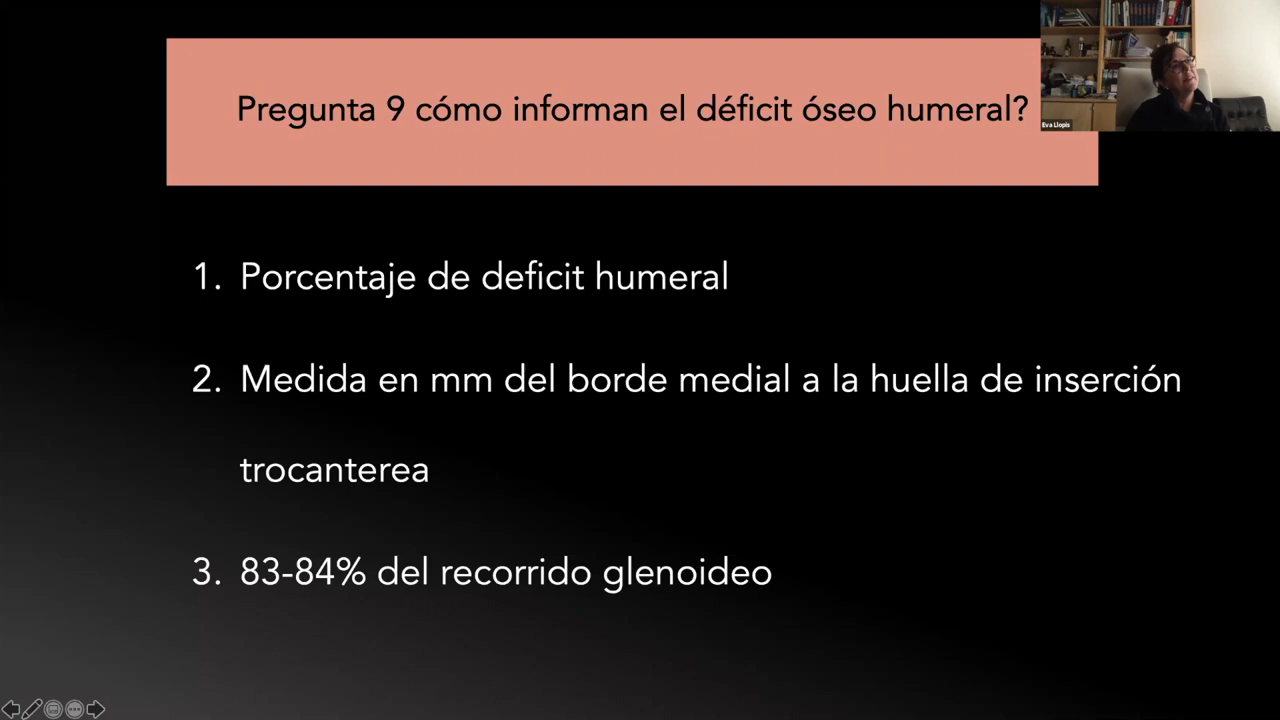 Pregunta 9 cómo informan el déficit óseo humeral?
Eva Llopis
1. Porcentaje de deficit humeral
2. Medida en mm del borde medial a la huella de inserción
trocanterea
3. 83-84% del recorrido glenoideo